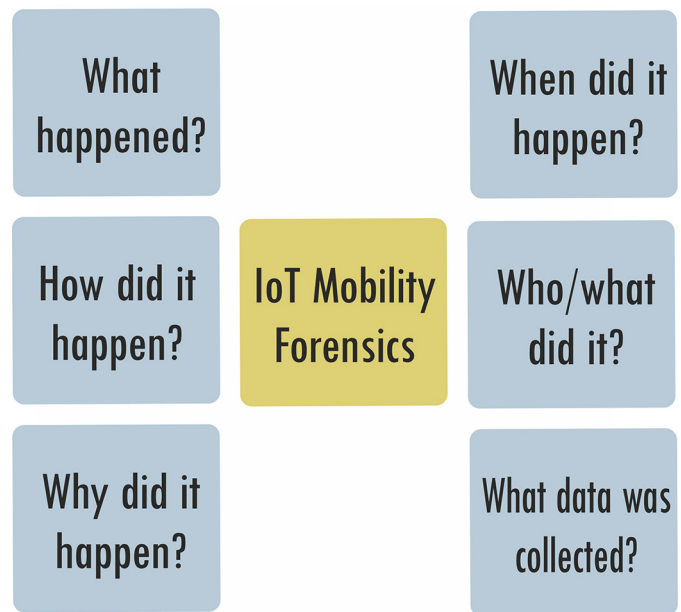 What
happened?
When did it
happen?
How did it
happen?
IoT Mobility
Forensics
Who/what
did it?
Why did it
happen?
What data was
collected?